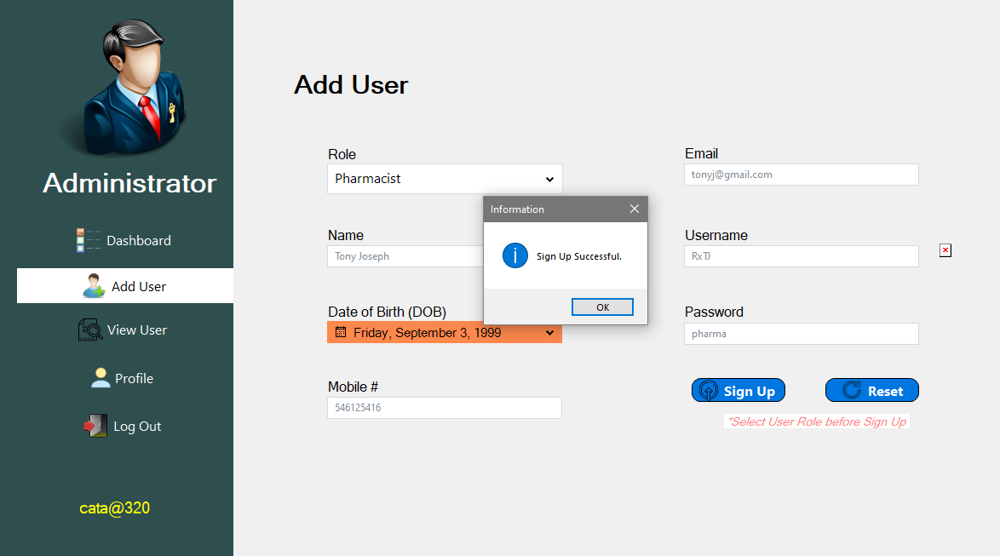 Administrator
Dashboard
Add User
View User
Profile
Log Out
cata@320
Add User
Role
Pharmacist
Email
tonyj@gmail.com
Name
Tony Joseph
Username
RxTJ
Information
Sign Up Successful.
OK
Date of Birth (DOB)
Friday, September 3, 1999
Password
pharma
Mobile #
546125416
Sign Up
Reset
*Select User Role before Sign Up